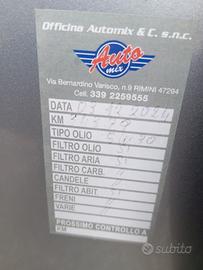 Officina Automix & C. s.n.c.
Auto
mix
Via Bernardino Varisco, n.9 RIMINI 47924
Cell. 339 2259555
DATA
KM
TIPO OLIO
FILTRO OLIO
FILTRO ARIA
FILTRO CARB.
CANDELE
FILTRO ABIT
FRENI
VARIE
PROSSIMO CONTROLLO A
KM
subito